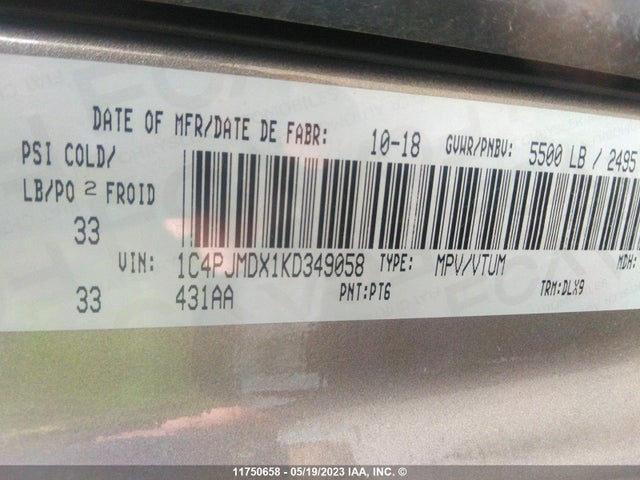 DATE OF MFR/DATE DE FABR: 10-18 GVWR/PNBV: 5500 LB / 2495
PSI COLD/
LB/PO 2 FROID
33
VIN: 1C4PJMDX1KD349058 TYPE: MPV/VTUM MDH:
33 431AA PNT:PT6 TRM:DLX9
11750658 - 05/19/2023 IAA, INC. ©